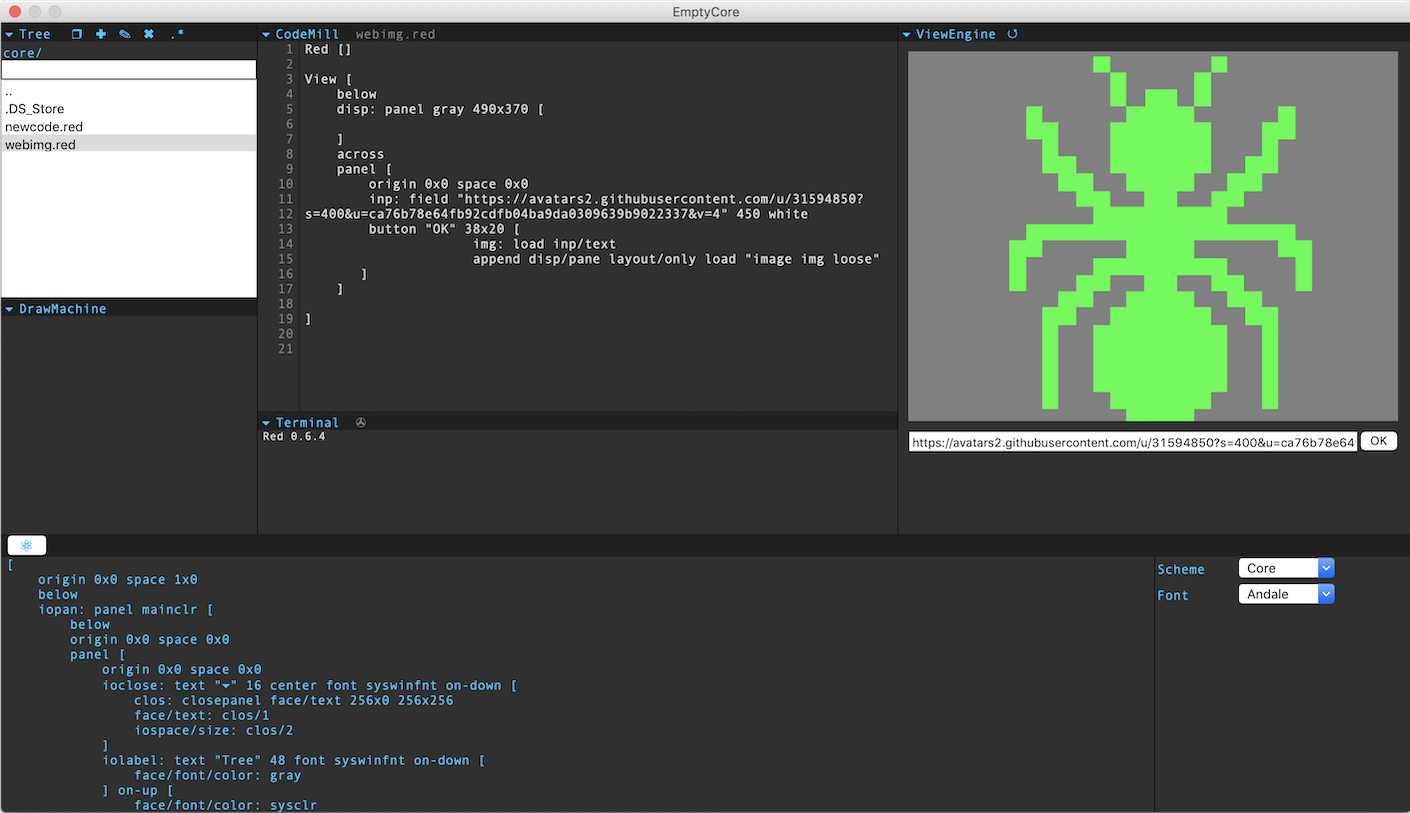 EmptyCore
Tree .*
core/
..
.DS_Store
newcode.red
webimg.red
DrawMachine
CodeMill webimg.red
1 Red []
2
3 View [
4 below
5 disp: panel gray 490x370 [
6
7 ]
8 across
9 panel [
10 origin 0x0 space 0x0
11 inp: field "https://avatars2.githubusercontent.com/u/31594850?
12 s=400&u=ca76b78e64fb92cdfb04ba9da0309639b9022337&v=4" 450 white
13 button "OK" 38x20 [
14 img: load inp/text
15 append disp/pane layout/only load "image img loose"
16 ]
17 ]
18
19 ]
20
21
Terminal
Red 0.6.4
ViewEngine
https://avatars2.githubusercontent.com/u/31594850?s=400&u=ca76b78e64
OK
[
origin 0x0 space 1x0
below
iopan: panel mainclr [
below
origin 0x0 space 0x0
panel [
origin 0x0 space 0x0
ioclose: text "▾" 16 center font syswinfnt on-down [
clos: closepanel face/text 256x0 256x256
face/text: clos/1
iospace/size: clos/2
]
iolabel: text "Tree" 48 font syswinfnt on-down [
face/font/color: gray
] on-up [
face/font/color: sysclr
Scheme Core
Font Andale